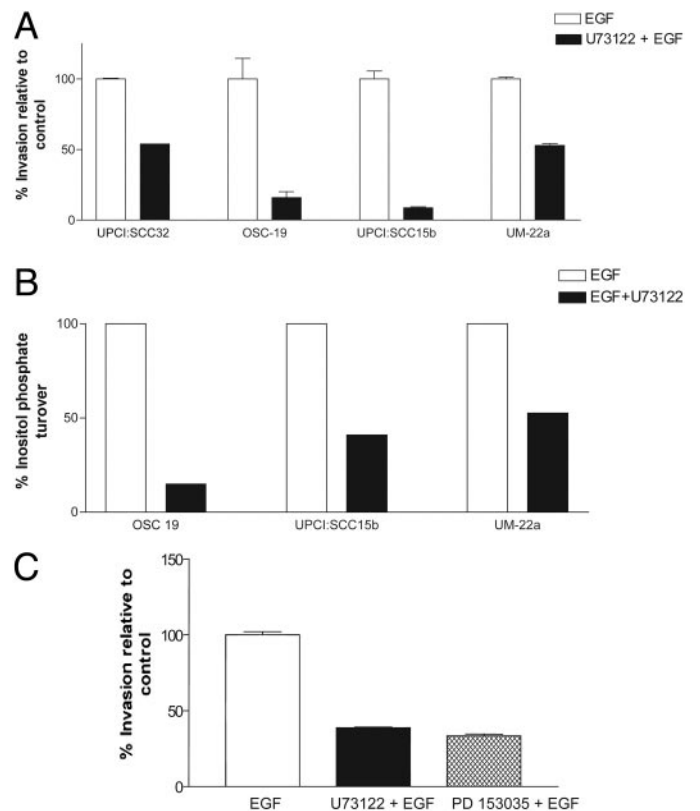 A
EGF
U73122 + EGF
% Invasion relative to
control
100
50
0
UPCI:SCC32 OSC-19 UPCI:SCC15b UM-22a
B
EGF
EGF+U73122
% Inositol phosphate
turover
100
50
0
OSC 19 UPCI:SCC15b UM-22a
C
% Invasion relative to
control
150
100
50
0
EGF U73122 + EGF PD 153035 + EGF